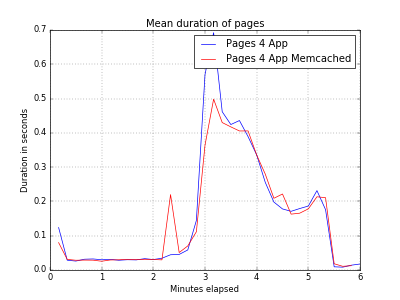 Mean duration of pages
Pages 4 App
Pages 4 App Memcached
Duration in seconds
0.7
0.6
0.5
0.4
0.3
0.2
0.1
0.0
0 1 2 3 4 5 6
Minutes elapsed